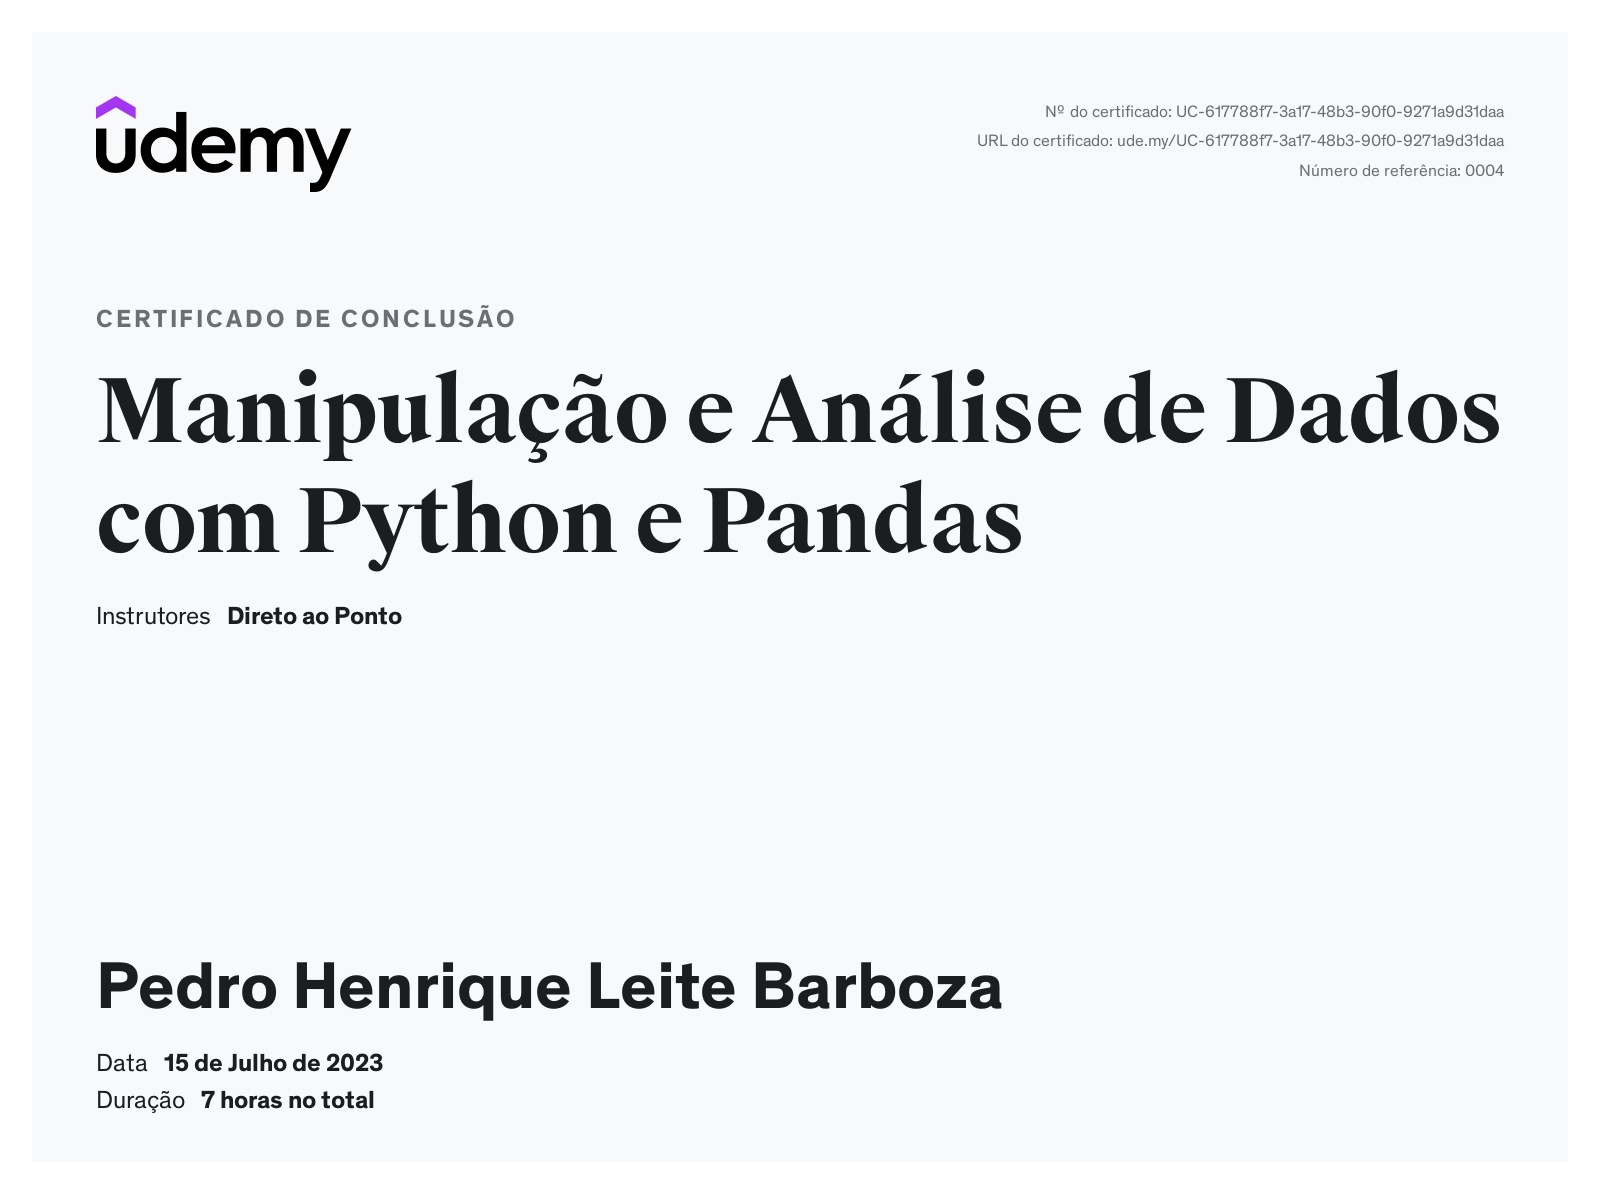 udemy
Nº do certificado: UC-617788f7-3a17-48b3-90f0-9271a9d31daa
URL do certificado: ude.my/UC-617788f7-3a17-48b3-90f0-9271a9d31daa
Número de referência: 0004
CERTIFICADO DE CONCLUSÃO
Manipulação e Análise de Dados
com Python e Pandas
Instrutores Direto ao Ponto
Pedro Henrique Leite Barboza
Data 15 de Julho de 2023
Duração 7 horas no total